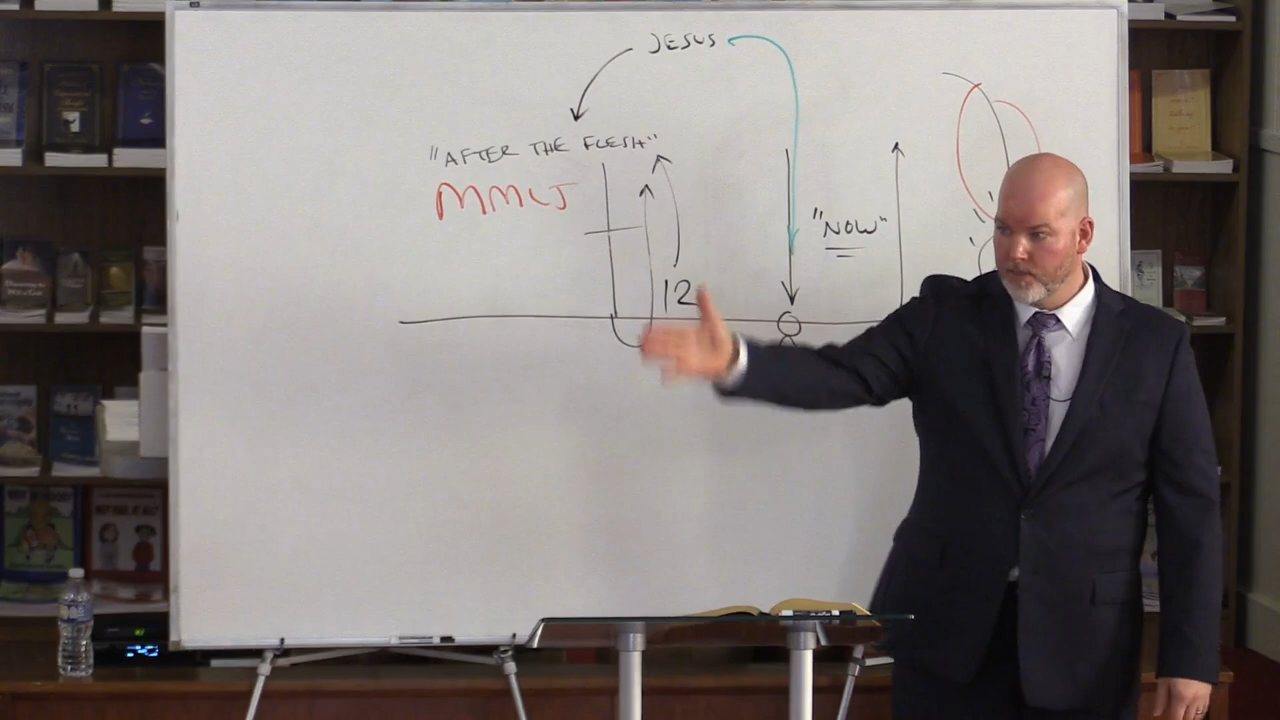 JESUS
"AFTER THE FLESH"
MMLJ
"NOW"
12